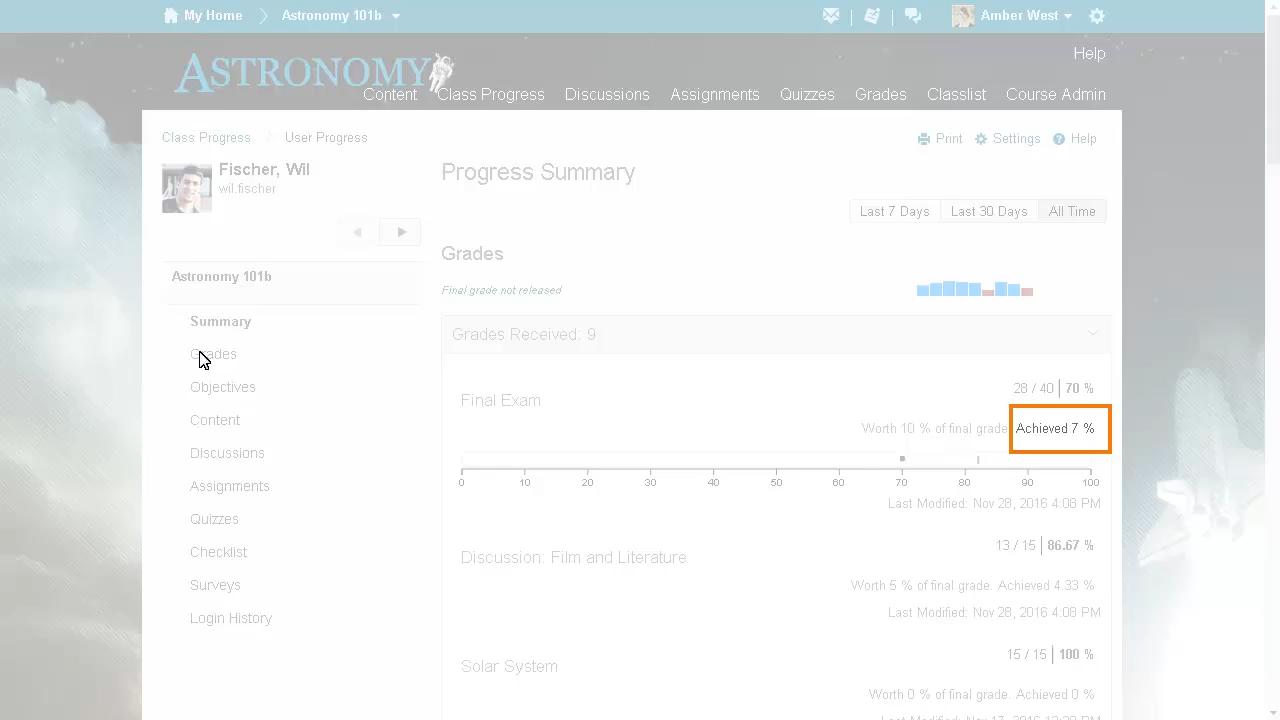 My Home
Astronomy 101b
Amber West
Help
ASTRONOMY
Content Class Progress Discussions Assignments Quizzes Grades Classlist Course Admin
Class Progress
User Progress
Print Settings Help
Fischer, Wil
wil.fischer
Progress Summary
Last 7 Days Last 30 Days All Time
Grades
Astronomy 101b
Final grade not released
Summary
Grades Received: 9
Grades
Objectives
28 / 40 | 70 %
Final Exam
Content
Worth 10 % of final grade Achieved 7 %
Discussions
0 10 20 30 40 50 60 70 80 90 100
Assignments
Last Modified: Nov 28, 2016 4:08 PM
Quizzes
13 / 15 | 86.67 %
Checklist
Discussion: Film and Literature
Surveys
Worth 5 % of final grade. Achieved 4.33 %
Last Modified: Nov 28, 2016 4:08 PM
Login History
15 / 15 | 100 %
Solar System
Worth 0 % of final grade. Achieved 0 %